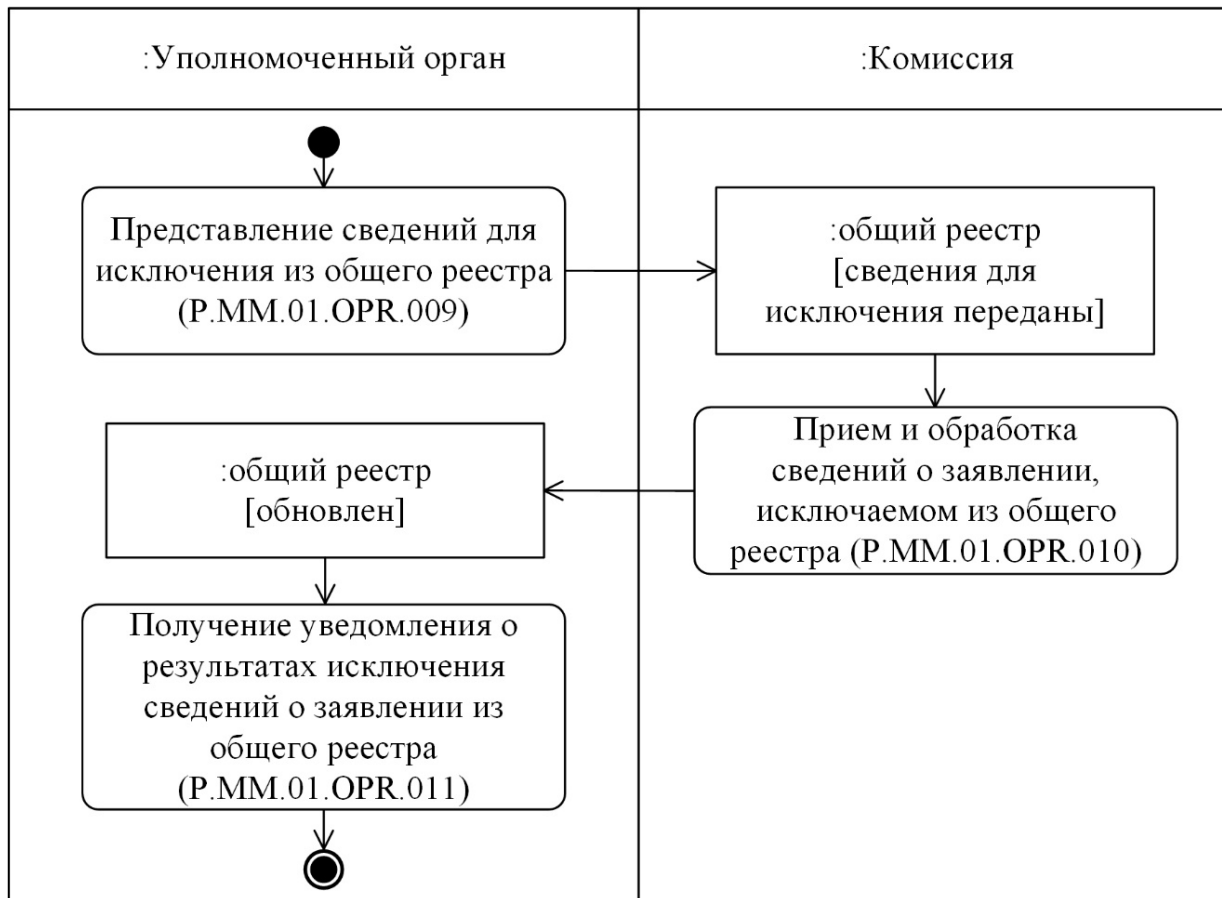 :Уполномоченный орган
:Комиссия
Представление сведений для
исключения из общего реестра
(P.MM.01.OPR.009)
:общий реестр
[сведения для
исключения переданы]
Прием и обработка
сведений о заявлении,
исключаемом из общего
реестра (P.MM.01.OPR.010)
:общий реестр
[обновлен]
Получение уведомления о
результатах исключения
сведений о заявлении из
общего реестра
(P.MM.01.OPR.011)